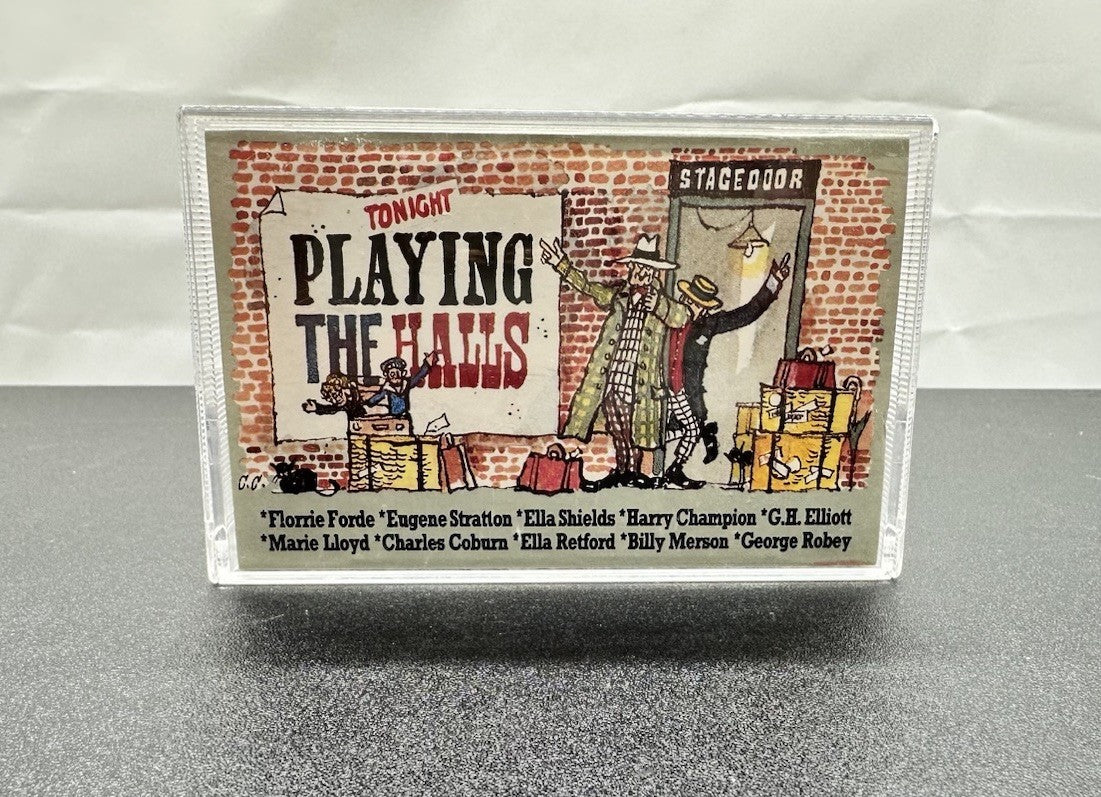 TONIGHT
PLAYING
THE HALLS
STAGEDOOR
C.C.
*Florrie Forde *Eugene Stratton *Ella Shields *Harry Champion *G.H. Elliott
*Marie Lloyd *Charles Coburn *Ella Retford *Billy Merson *George Robey